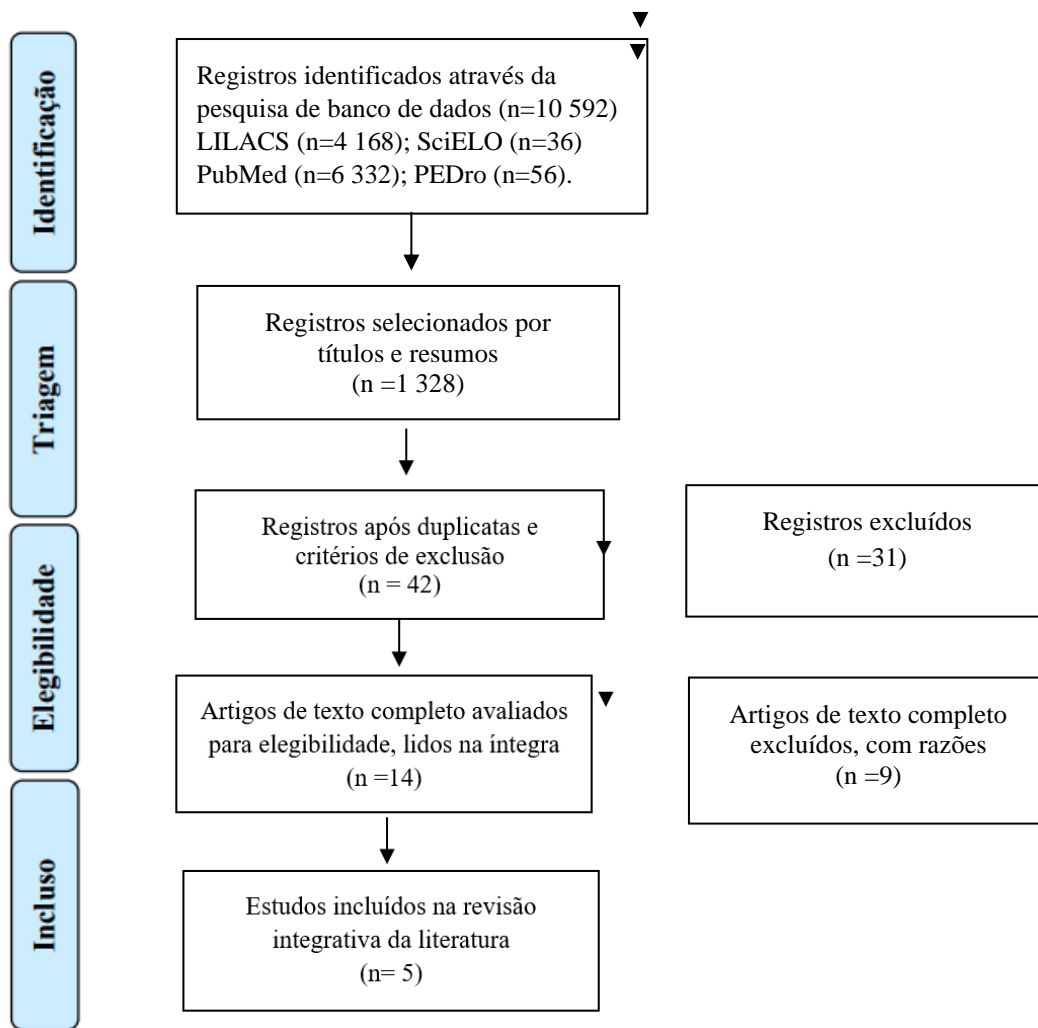 Identificação
Registros identificados através da
pesquisa de banco de dados (n=10 592)
LILACS (n=4 168); SciELO (n=36)
PubMed (n=6 332); PEDro (n=56).
Triagem
Registros selecionados por
títulos e resumos
(n =1 328)
Elegibilidade
Registros após duplicatas e
critérios de exclusão
(n = 42)
Registros excluídos
(n =31)
Artigos de texto completo avaliados
para elegibilidade, lidos na íntegra
(n =14)
Artigos de texto completo
excluídos, com razões
(n =9)
Incluso
Estudos incluídos na revisão
integrativa da literatura
(n= 5)